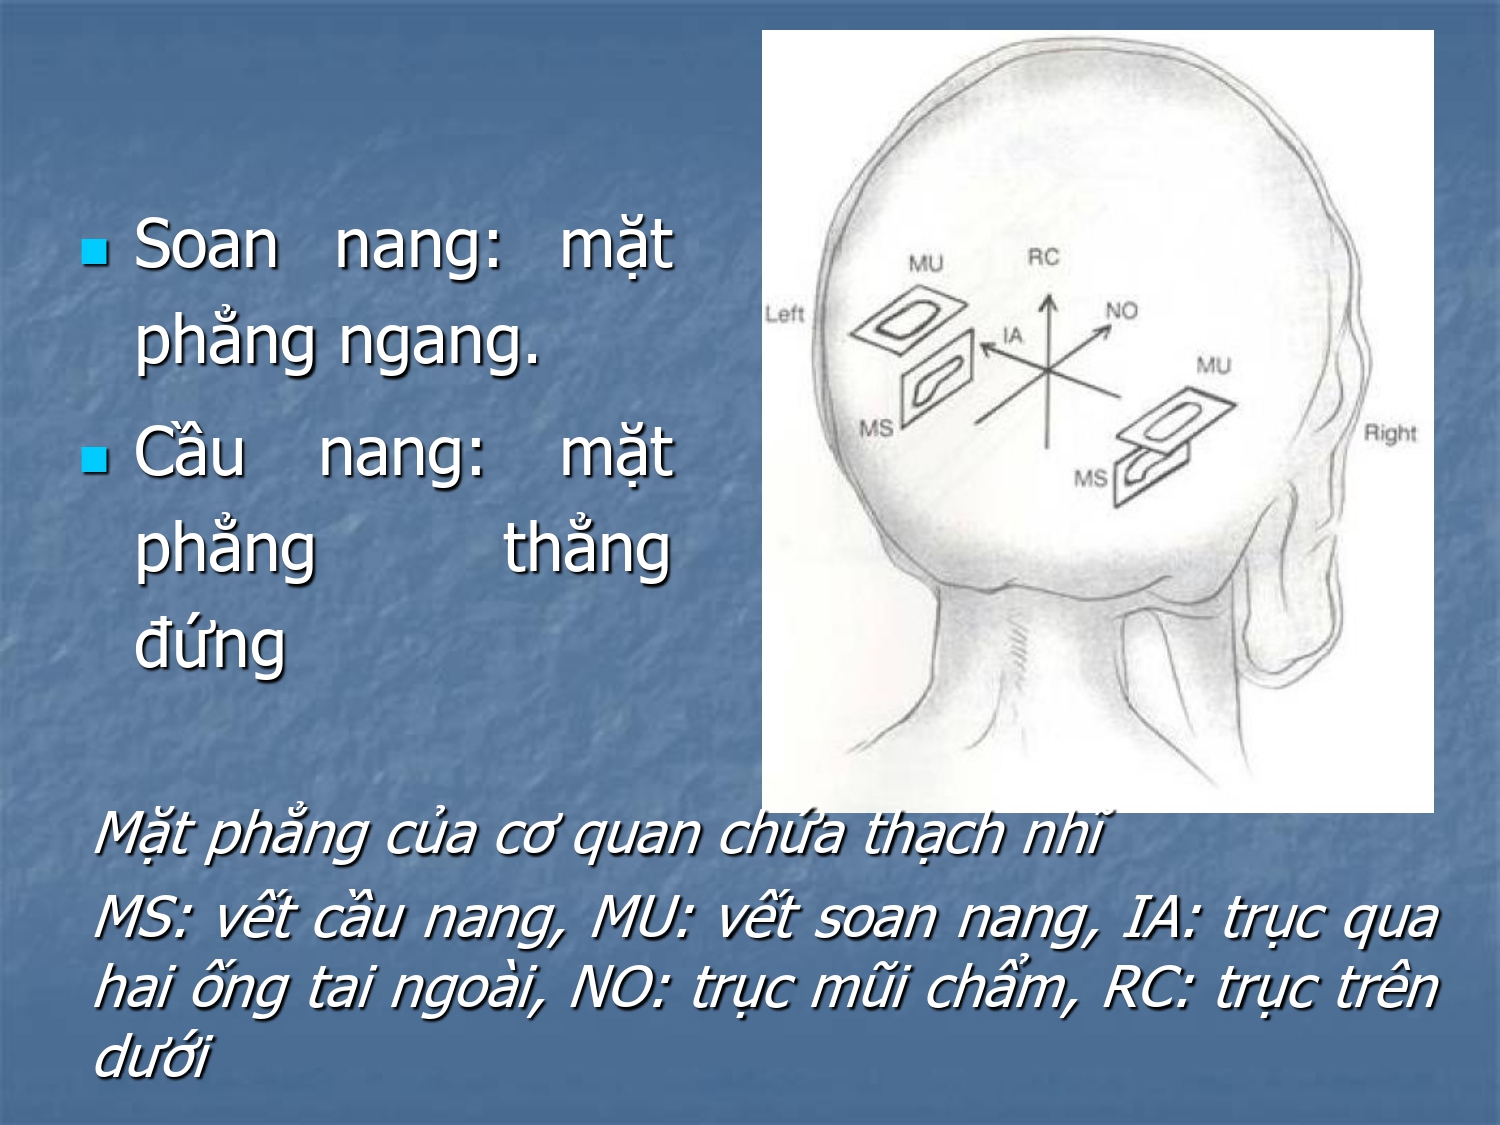 Soan nang: mặt
phẳng ngang.
Cầu nang: mặt
phẳng thẳng
đứng
MU
RC
Left
NO
IA
MU
MS
Right
MS
Mặt phẳng của cơ quan chứa thạch nhĩ
MS: vết cầu nang, MU: vết soan nang, IA: trục qua
hai ống tai ngoài, NO: trục mũi chẩm, RC: trục trên
dưới